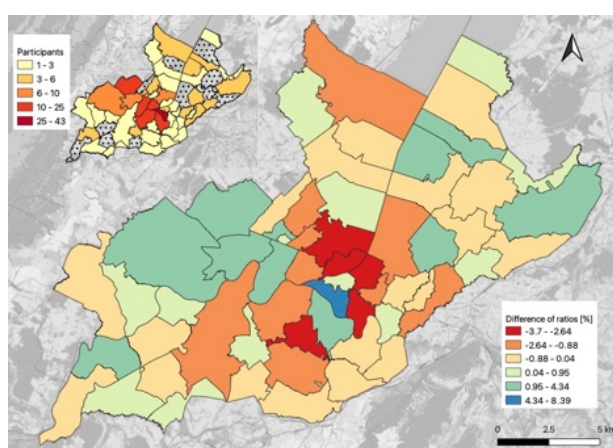 Participants
1 - 3
3 - 6
6 - 10
10 - 25
25 - 43
Difference of ratios [%]
-3.7 - -2.64
-2.64 - -0.88
-0.88 - 0.04
0.04 - 0.95
0.95 - 4.34
4.34 - 8.39
0 2.5 5 km